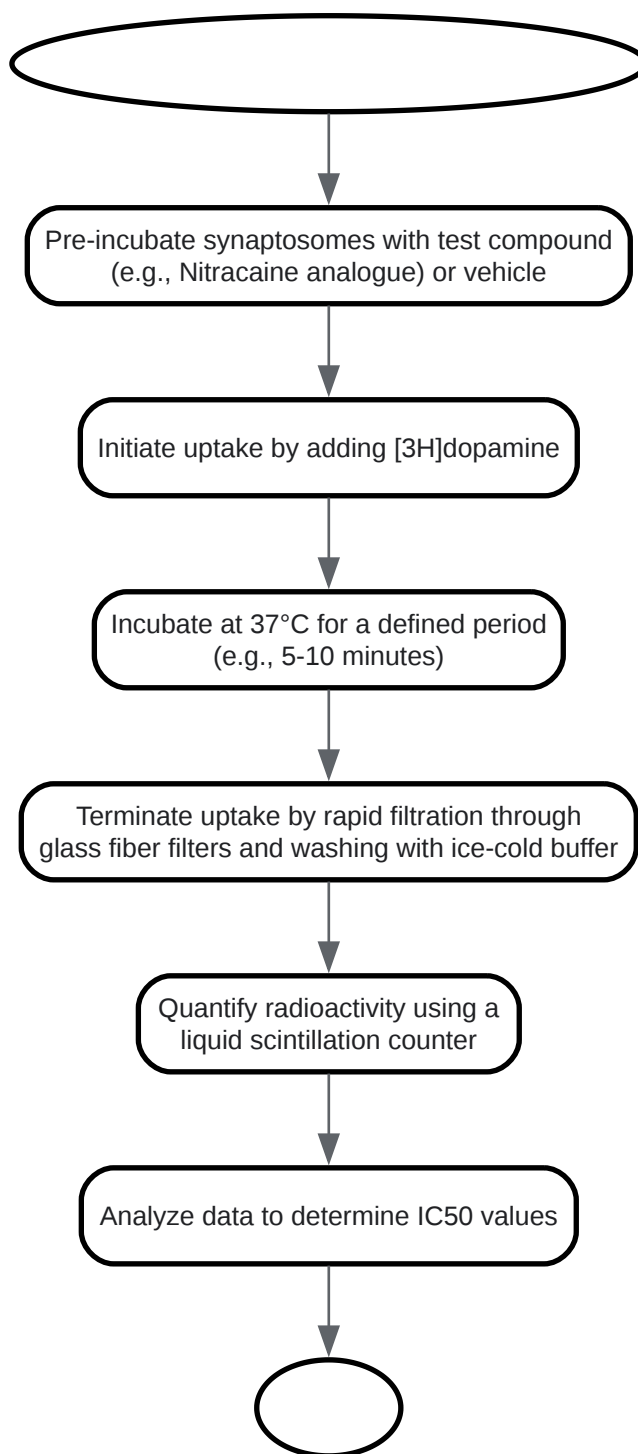 Pre-incubate synaptosomes with test compound
(e.g., Nitracaine analogue) or vehicle
Initiate uptake by adding [3H]dopamine
Incubate at 37°C for a defined period
(e.g., 5-10 minutes)
Terminate uptake by rapid filtration through
glass fiber filters and washing with ice-cold buffer
Quantify radioactivity using a
liquid scintillation counter
Analyze data to determine IC50 values